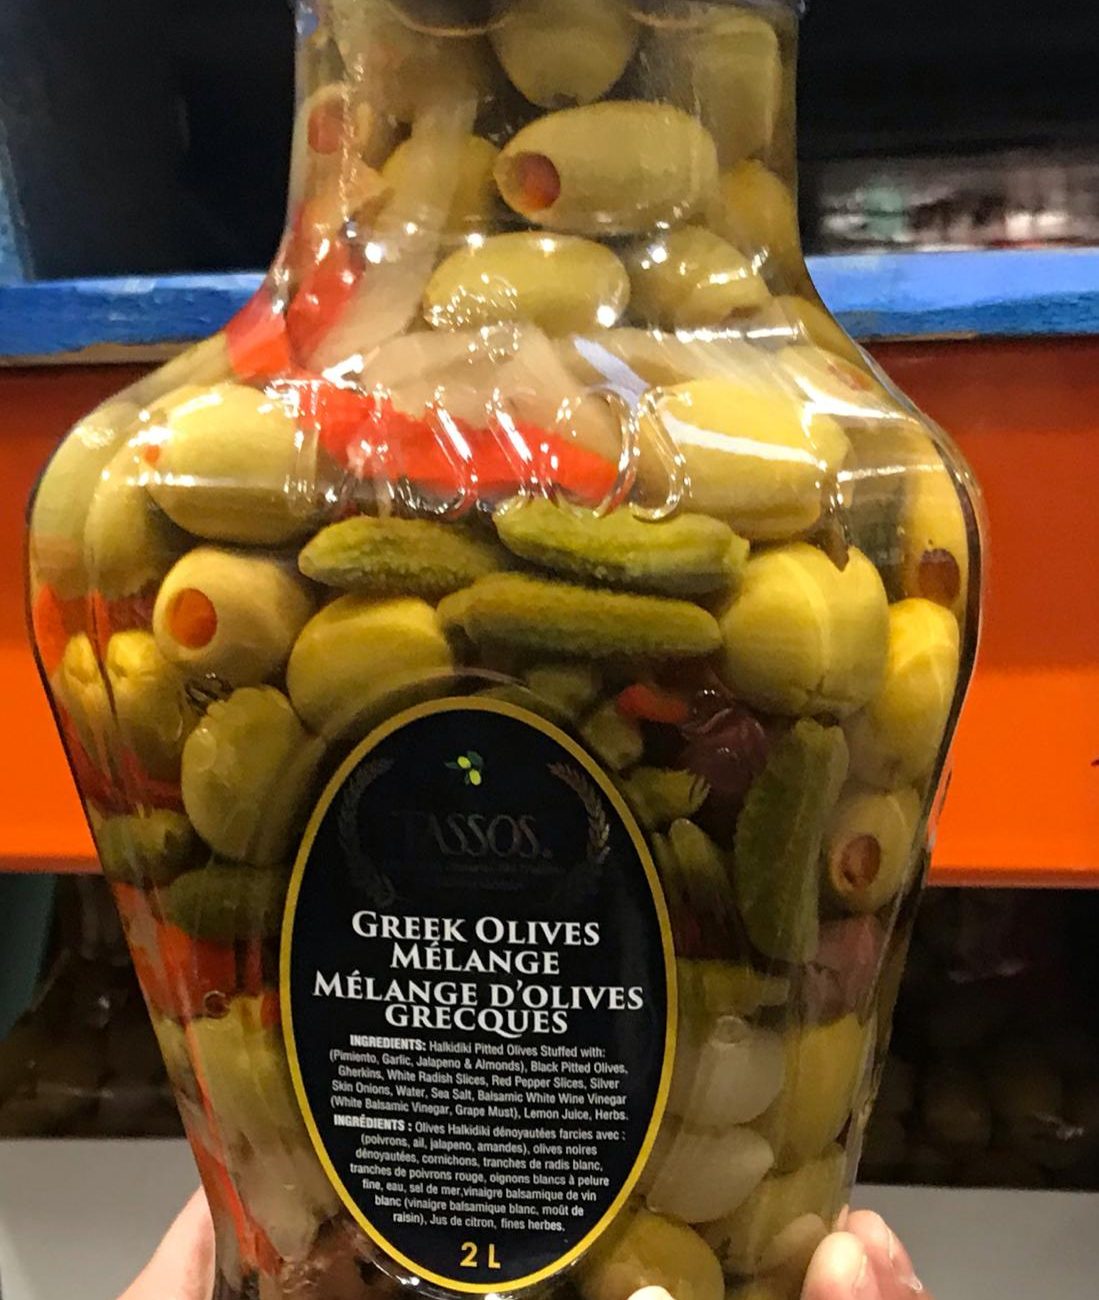 TASSOS.
GREEK OLIVES
MÉLANGE
MÉLANGE D'OLIVES
GRECQUES
INGREDIENTS: Halkidiki Pitted Olives Stuffed with:
(Pimiento, Garlic, Jalapeno & Almonds), Black Pitted Olives,
Gherkins, White Radish Slices, Red Pepper Slices, Silver
Skin Onions, Water, Sea Salt, Balsamic White Wine Vinegar
(White Balsamic Vinegar, Grape Must), Lemon Juice, Herbs.
INGRÉDIENTS : Olives Halkidiki dénoyautées farcies avec :
(poivrons, ail, jalapeno, amandes), olives noires
dénoyautées, cornichons, tranches de radis blanc,
tranches de poivrons rouge, oignons blancs à pelure
fine, eau, sel de mer,vinaigre balsamique de vin
blanc (vinaigre balsamique blanc, moût de
raisin), Jus de citron, fines herbes.
2 L